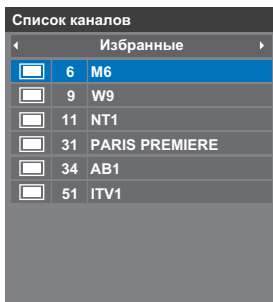 Список каналов
Избранные
6 M6
9 W9
11 NT1
31 PARIS PREMIERE
34 AB1
51 ITV1